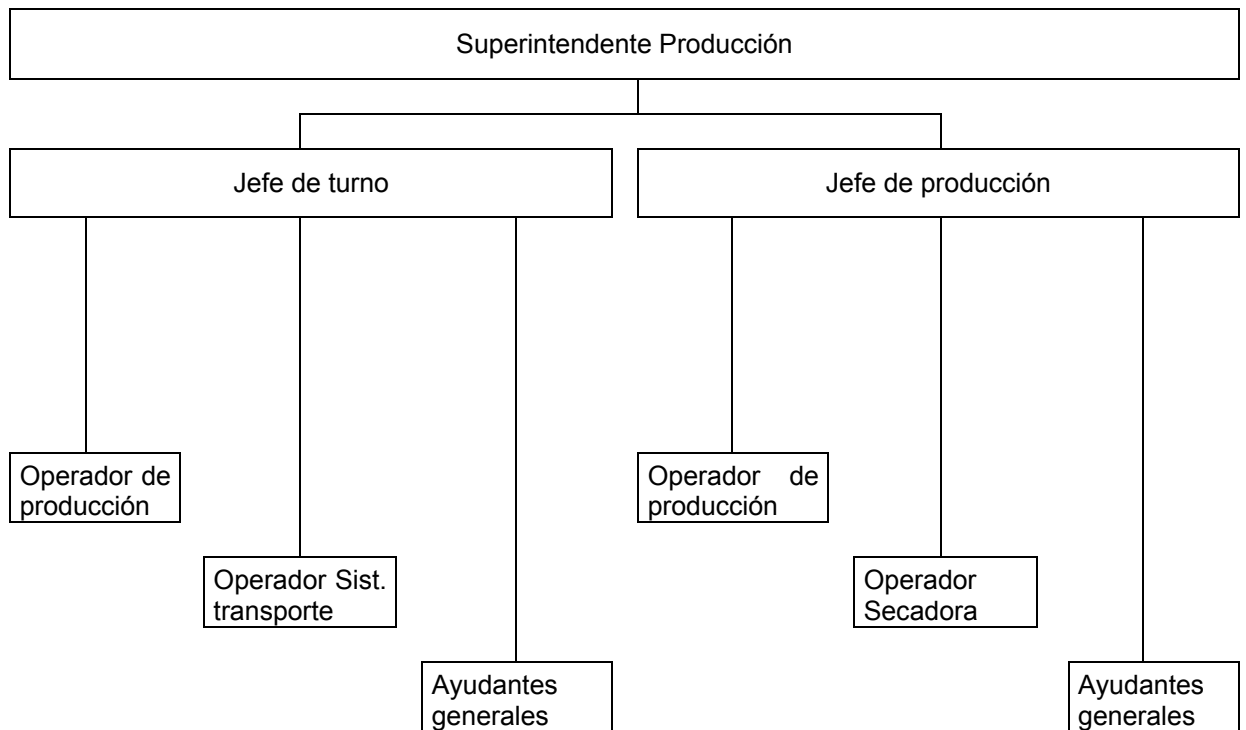 Superintendente Producción
Jefe de turno
Jefe de producción
Operador de
producción
Operador de
producción
Operador Sist.
transporte
Operador
Secadora
Ayudantes
generales
Ayudantes
generales